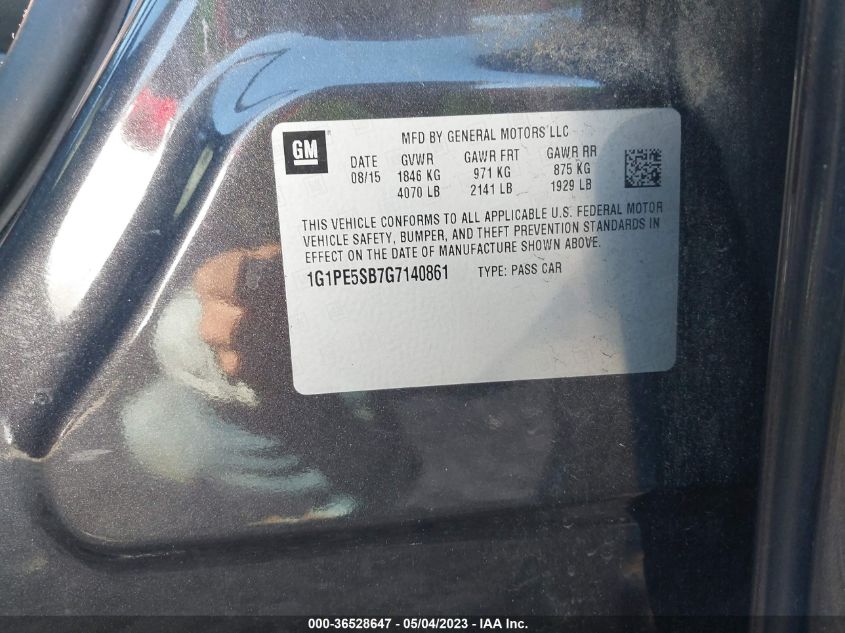 GM
MFD BY GENERAL MOTORS LLC
DATE GVWR GAWR FRT GAWR RR
08/15 1846 KG 971 KG 875 KG
4070 LB 2141 LB 1929 LB
THIS VEHICLE CONFORMS TO ALL APPLICABLE U.S. FEDERAL MOTOR
VEHICLE SAFETY, BUMPER, AND THEFT PREVENTION STANDARDS IN
EFFECT ON THE DATE OF MANUFACTURE SHOWN ABOVE.
1G1PE5SB7G7140861 TYPE: PASS CAR
000-36528647 - 05/04/2023 - IAA Inc.